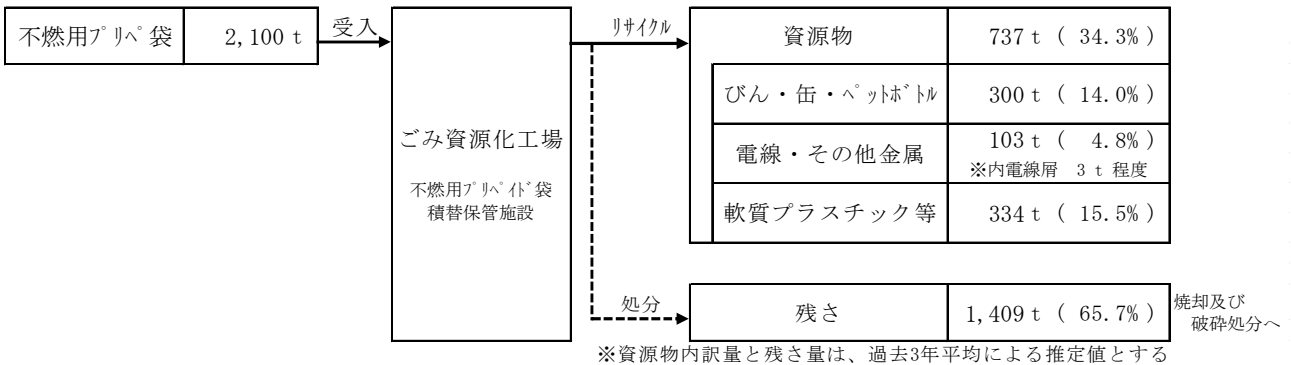 不燃用ﾌﾟﾘﾍﾟ袋 2,100 t
受入
ごみ資源化工場
不燃用ﾌﾟﾘﾍﾟｲﾄﾞ袋
積替保管施設
ﾘｻｲｸﾙ
資源物 737 t ( 34.3% )
びん・缶・ﾍﾟｯﾄﾎﾞﾄﾙ 300 t ( 14.0% )
電線・その他金属 103 t ( 4.8% )
※内電線屑 3 t 程度
軟質プラスチック等 334 t ( 15.5% )
処分
残さ 1,409 t ( 65.7% )
焼却及び
破砕処分へ
※資源物内訳量と残さ量は、過去3年平均による推定値とする